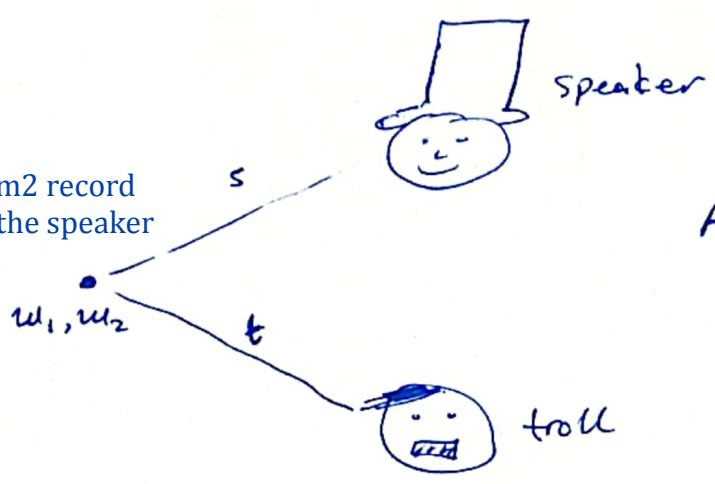 speaker
s
m2 record
the speaker
A
m₁, m₂
t
troll